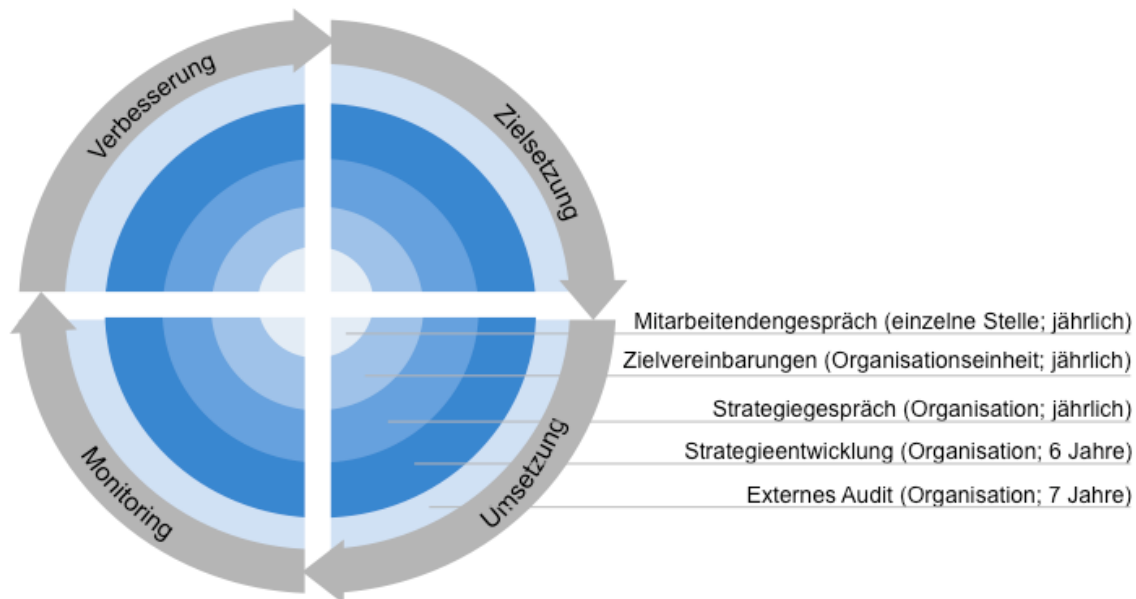 Verbesserung
Zielsetzung
Mitarbeitendengespräch (einzelne Stelle; jährlich)
Zielvereinbarungen (Organisationseinheit; jährlich)
Strategiegespräch (Organisation; jährlich)
Strategieentwicklung (Organisation; 6 Jahre)
Externes Audit (Organisation; 7 Jahre)
Umsetzung
Monitoring